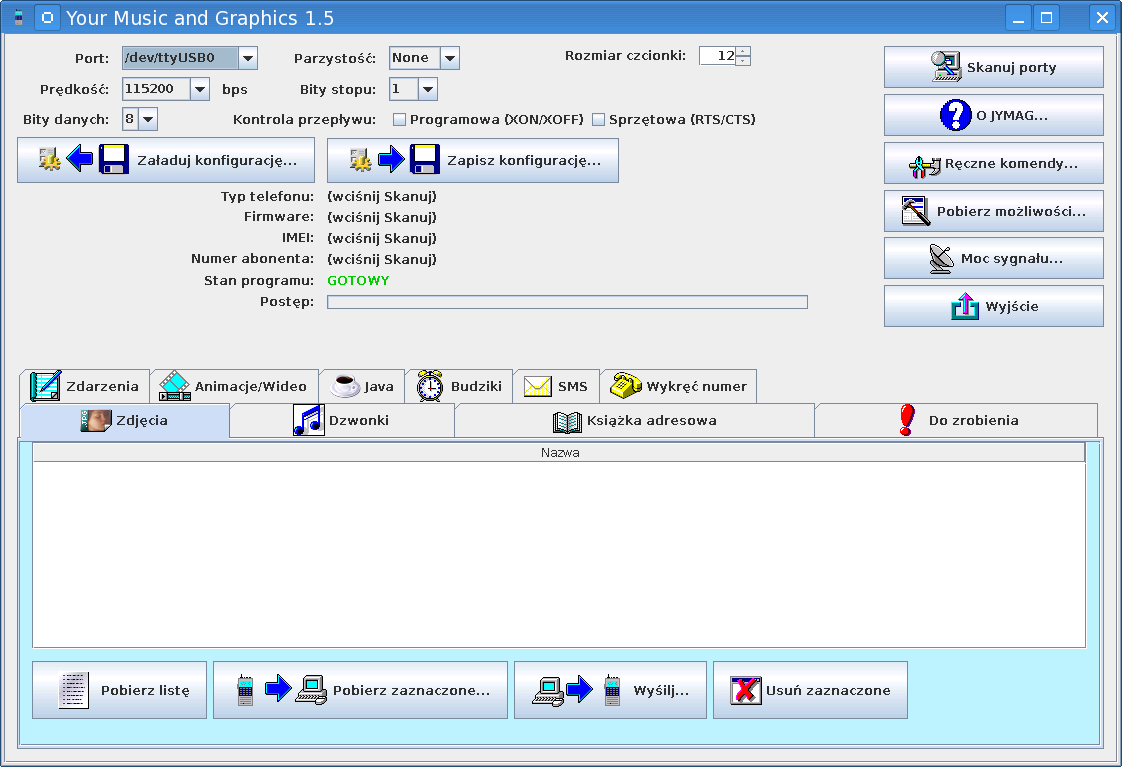 Your Music and Graphics 1.5
Port: /dev/ttyUSB0 Parzystość: None Rozmiar czcionki: 12
Prędkość: 115200 bps Bity stopu: 1
Bity danych: 8 Kontrola przepływu: Programowa (XON/XOFF) Sprzętowa (RTS/CTS)
Załaduj konfigurację... Zapisz konfigurację...
Typ telefonu: (wciśnij Skanuj)
Firmware: (wciśnij Skanuj)
IMEI: (wciśnij Skanuj)
Numer abonenta: (wciśnij Skanuj)
Stan programu: GOTOWY
Postęp:
Skanuj porty
O JYMAG...
Ręczne komendy...
Pobierz możliwości...
Moc sygnału...
Wyjście
Zdarzenia Animacje/Wideo Java Budziki SMS Wykręć numer
Zdjęcia Dzwonki Książka adresowa Do zrobienia
Nazwa
Pobierz listę Pobierz zaznaczone... Wyślij... Usuń zaznaczone